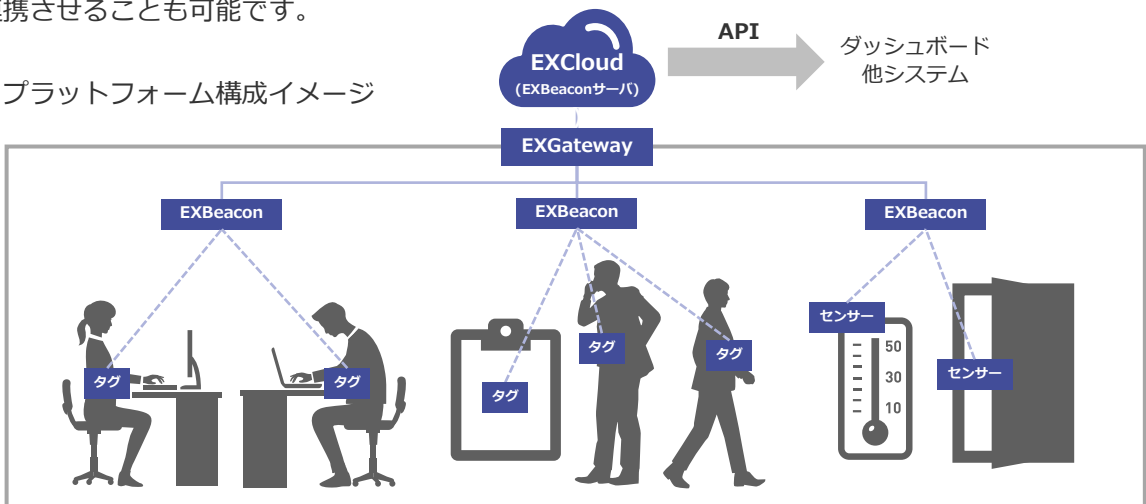 携させることも可能です。
プラットフォーム構成イメージ
EXCloud
(EXBeaconサーバ)
API
ダッシュボード
他システム
EXGateway
EXBeacon
EXBeacon
EXBeacon
タグ
タグ
タグ
タグ
タグ
センサー
50
30
10
センサー